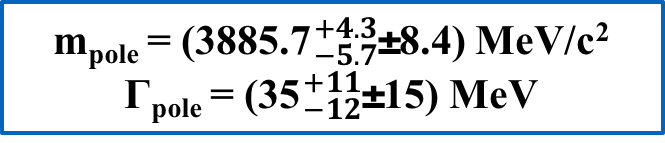 m_pole = (3885.7^{+4.3}_{−5.7}±8.4) MeV/c²
Γ_pole = (35^{+11}_{−12}±15) MeV